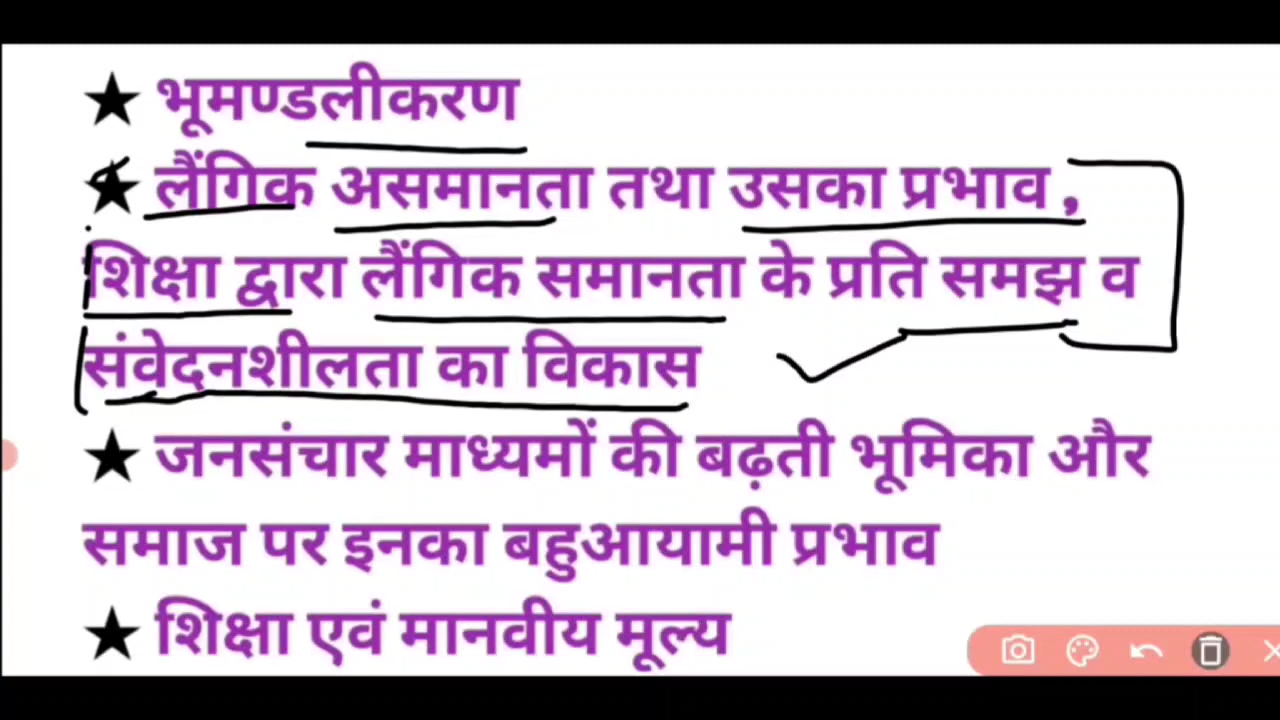 ★ भूमण्डलीकरण
★ लैंगिक असमानता तथा उसका प्रभाव ,
शिक्षा द्वारा लैंगिक समानता के प्रति समझ व
संवेदनशीलता का विकास
★ जनसंचार माध्यमों की बढ़ती भूमिका और
समाज पर इनका बहुआयामी प्रभाव
★ शिक्षा एवं मानवीय मूल्य